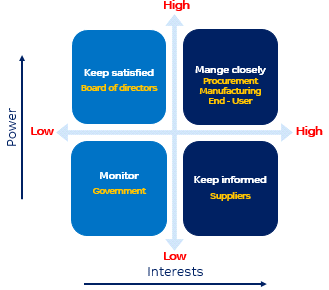 High
Keep satisfied
Board of directors
Mange closely
Procurement
Manufacturing
End - User
Power
Low
High
Monitor
Government
Keep informed
Suppliers
Low
Interests